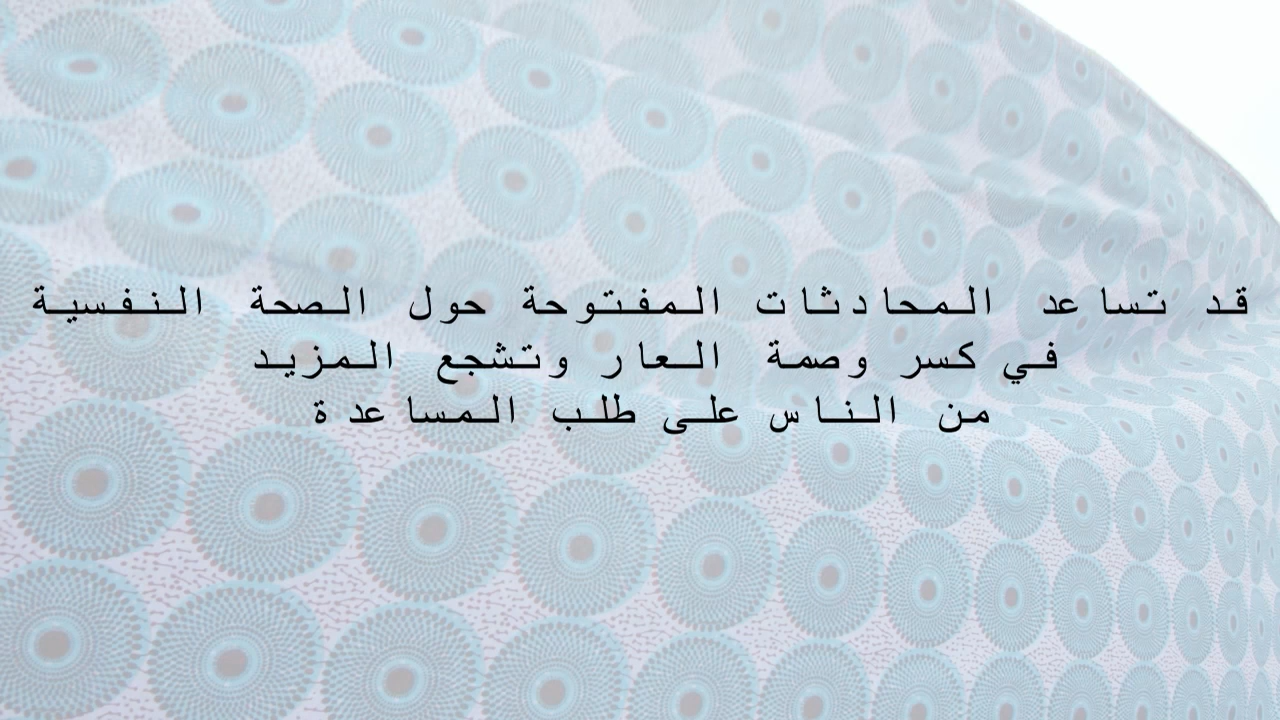 قد تساعد المحادثات المفتوحة حول الصحة النفسية
في كسر وصمة العار وتشجع المزيد
من الناس على طلب المساعدة